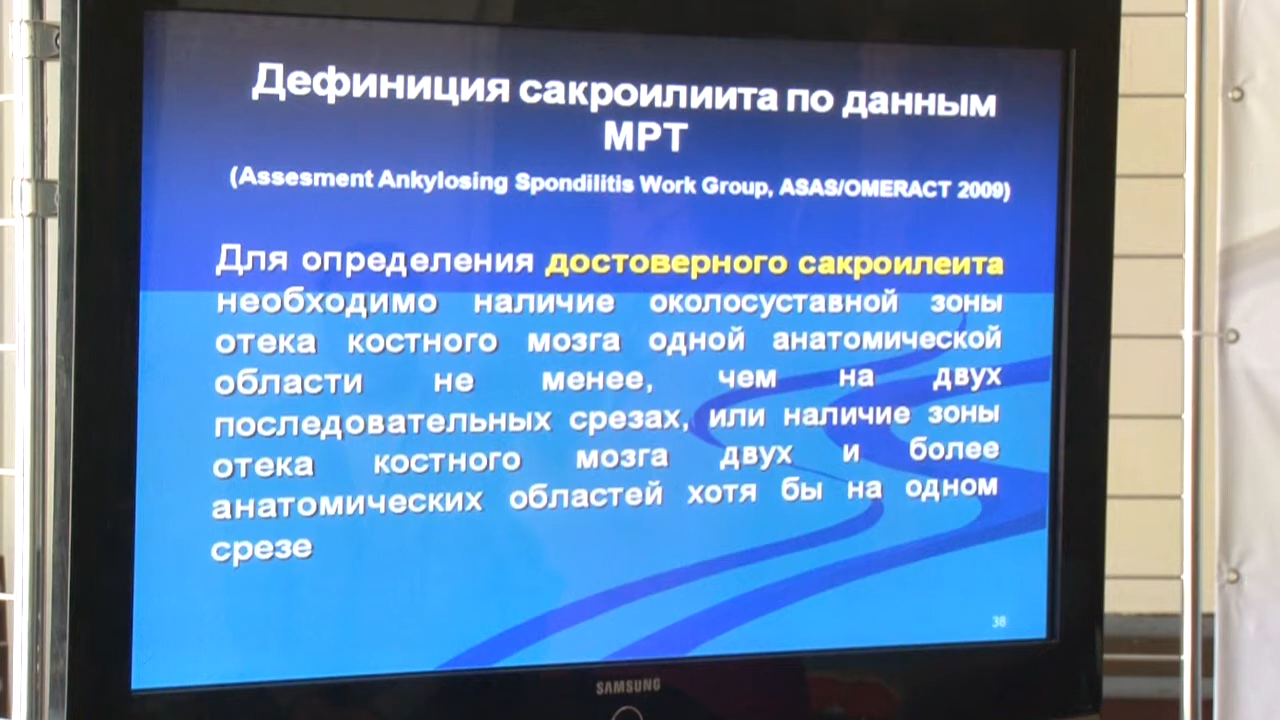 Дефиниция сакроилиита по данным
МРТ
(Assesment Ankylosing Spondilitis Work Group, ASAS/OMERACT 2009)
Для определения достоверного сакроилеита
необходимо наличие околосуставной зоны
отека костного мозга одной анатомической
области не менее, чем на двух
последовательных срезах, или наличие зоны
отека костного мозга двух и более
анатомических областей хотя бы на одном
срезе
38
SAMSUNG